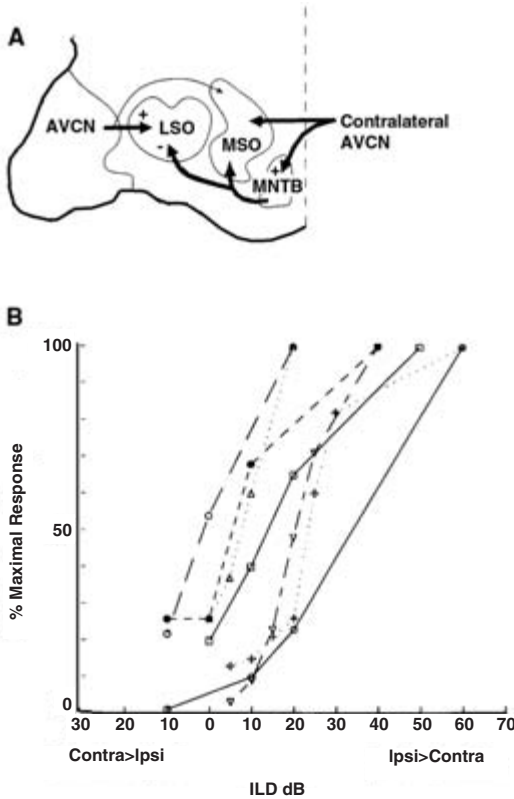 A
AVCN
+
LSO
-
MSO
+
MNTB
Contralateral
AVCN
B
% Maximal Response
100
50
0
30 20 10 0 10 20 30 40 50 60 70
Contra>Ipsi
Ipsi>Contra
ILD dB